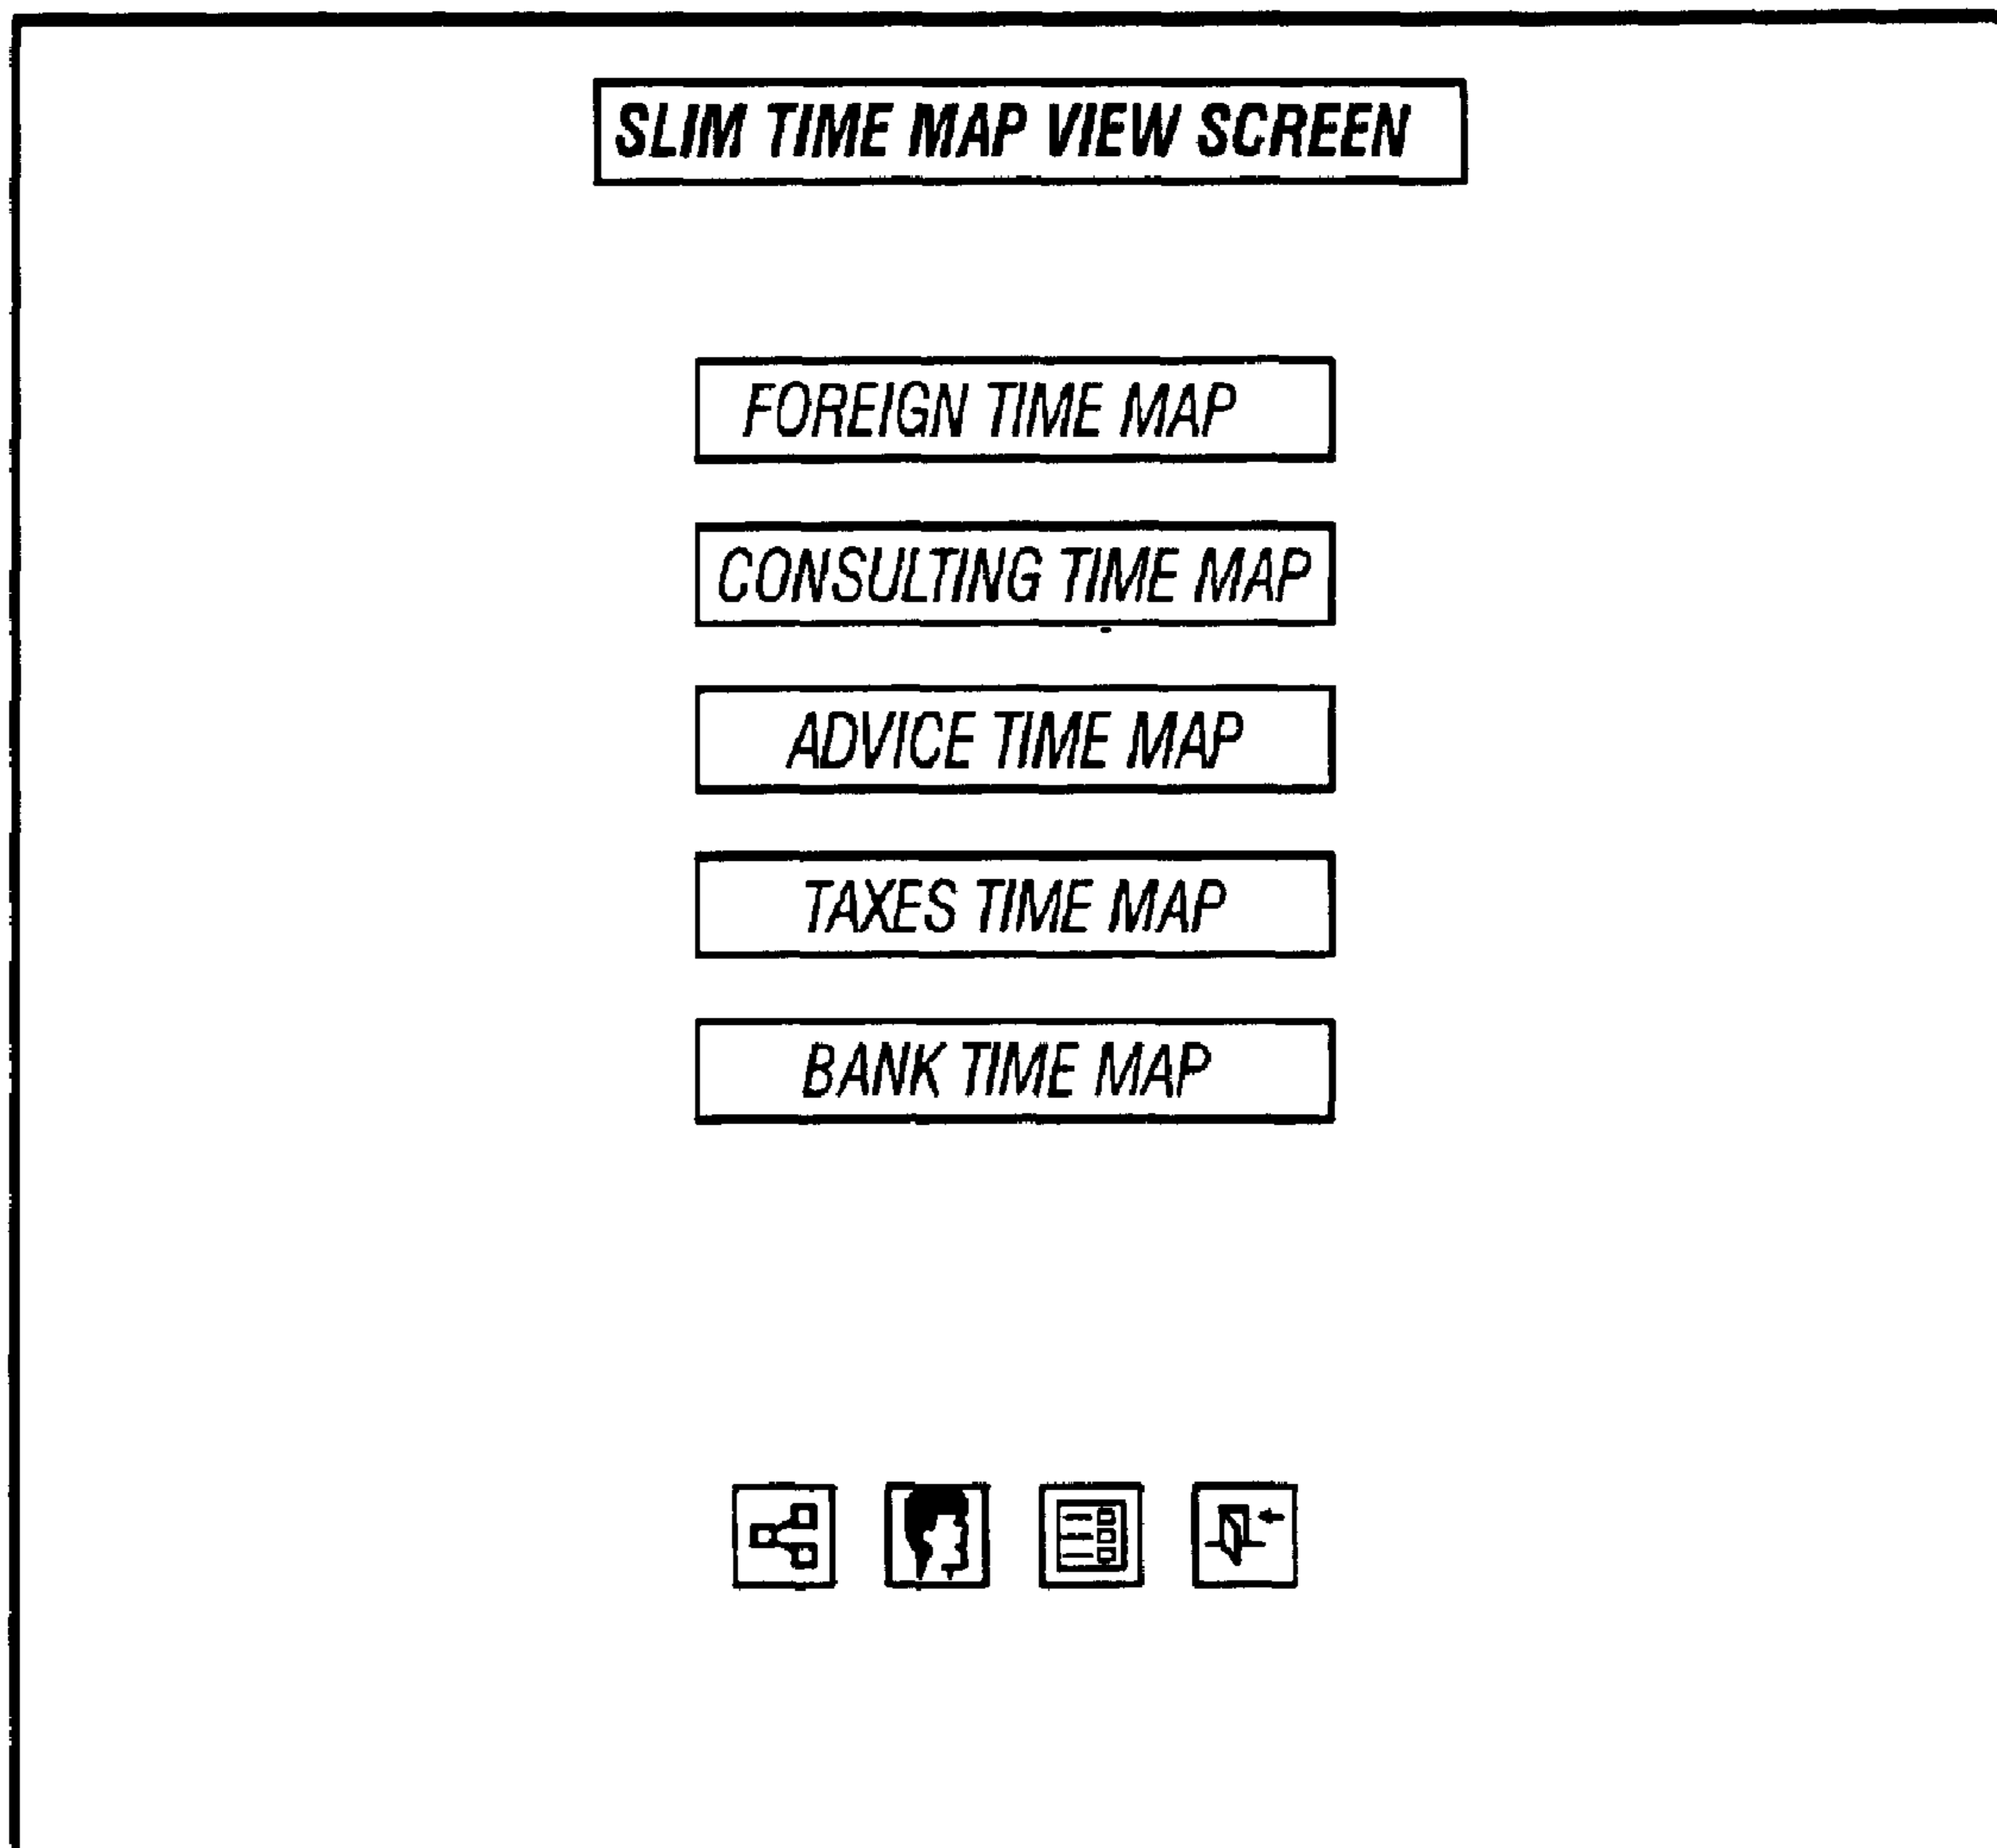 SLIM TIME MAP VIEW SCREEN
FOREIGN TIME MAP
CONSULTING TIME MAP
ADVICE TIME MAP
TAXES TIME MAP
BANK TIME MAP